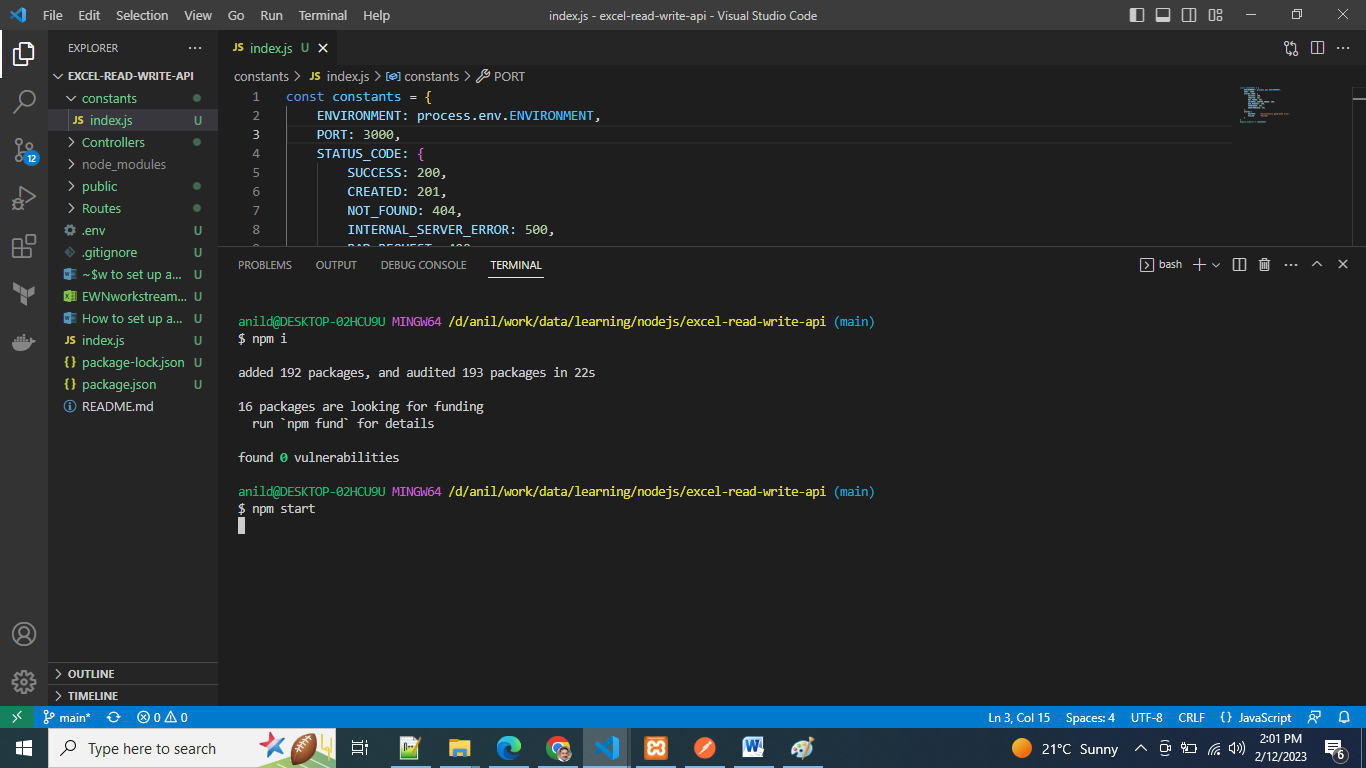 File Edit Selection View Go Run Terminal Help
index.js - excel-read-write-api - Visual Studio Code
EXPLORER
EXCEL-READ-WRITE-API
constants
JS index.js U
Controllers
node_modules
public
Routes
.env U
.gitignore U
~$w to set up a... U
EWNworkstream... U
How to set up a... U
JS index.js U
{} package-lock.json U
{} package.json U
README.md
OUTLINE
TIMELINE
12
JS index.js U
constants > JS index.js > constants > PORT
1 const constants = {
2 ENVIRONMENT: process.env.ENVIRONMENT,
3 PORT: 3000,
4 STATUS_CODE: {
5 SUCCESS: 200,
6 CREATED: 201,
7 NOT_FOUND: 404,
8 INTERNAL_SERVER_ERROR: 500,
PROBLEMS OUTPUT DEBUG CONSOLE TERMINAL
bash
anild@DESKTOP-02HCU9U MINGW64 /d/anil/work/data/learning/nodejs/excel-read-write-api (main)
$ npm i
added 192 packages, and audited 193 packages in 22s
16 packages are looking for funding
run `npm fund` for details
found 0 vulnerabilities
anild@DESKTOP-02HCU9U MINGW64 /d/anil/work/data/learning/nodejs/excel-read-write-api (main)
$ npm start
main* 0 0
Ln 3, Col 15 Spaces: 4 UTF-8 CRLF {} JavaScript
Type here to search
21°C Sunny
2:01 PM
2/12/2023
6